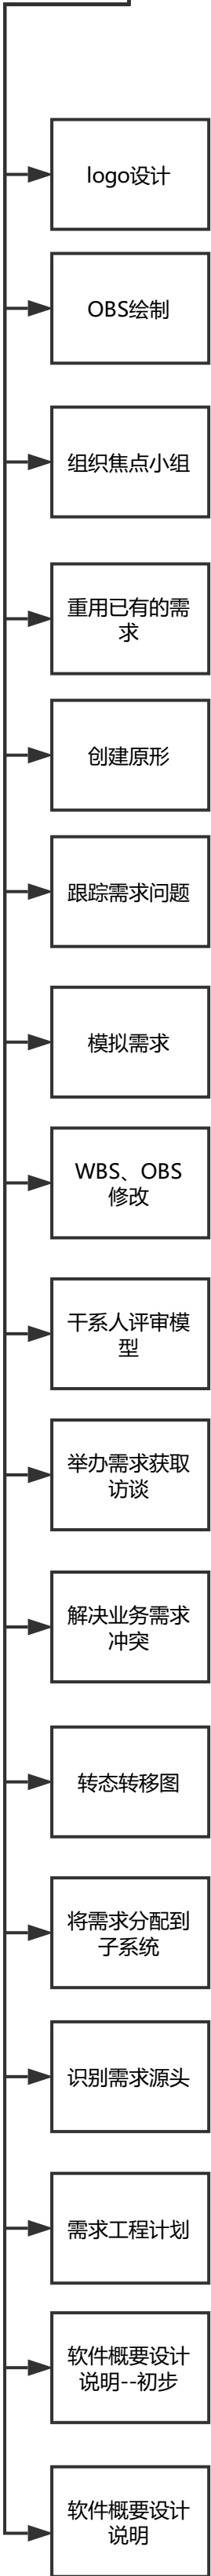 logo设计
OBS绘制
组织焦点小组
重用已有的需
求
创建原形
跟踪需求问题
模拟需求
WBS、OBS
修改
干系人评审模
型
举办需求获取
访谈
解决业务需求
冲突
转态转移图
将需求分配到
子系统
识别需求源头
需求工程计划
软件概要设计
说明--初步
软件概要设计
说明